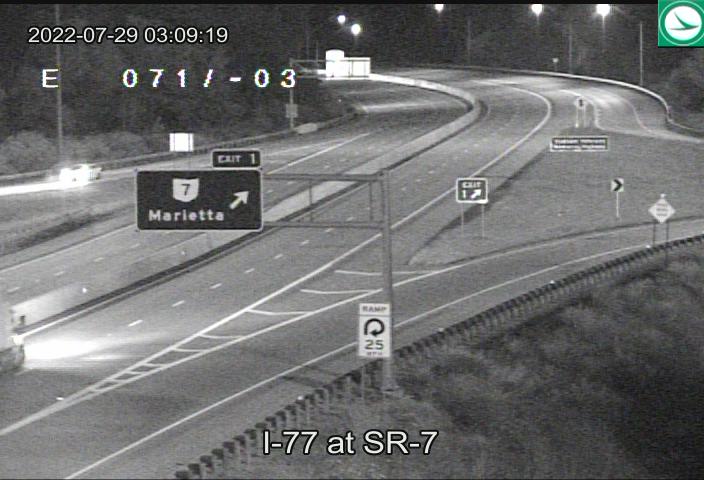 2022-07-29 03:09:19
E 071/-03
EXIT 1
7
Marietta
EXIT
1
RAMP
25
MPH
I-77 at SR-7